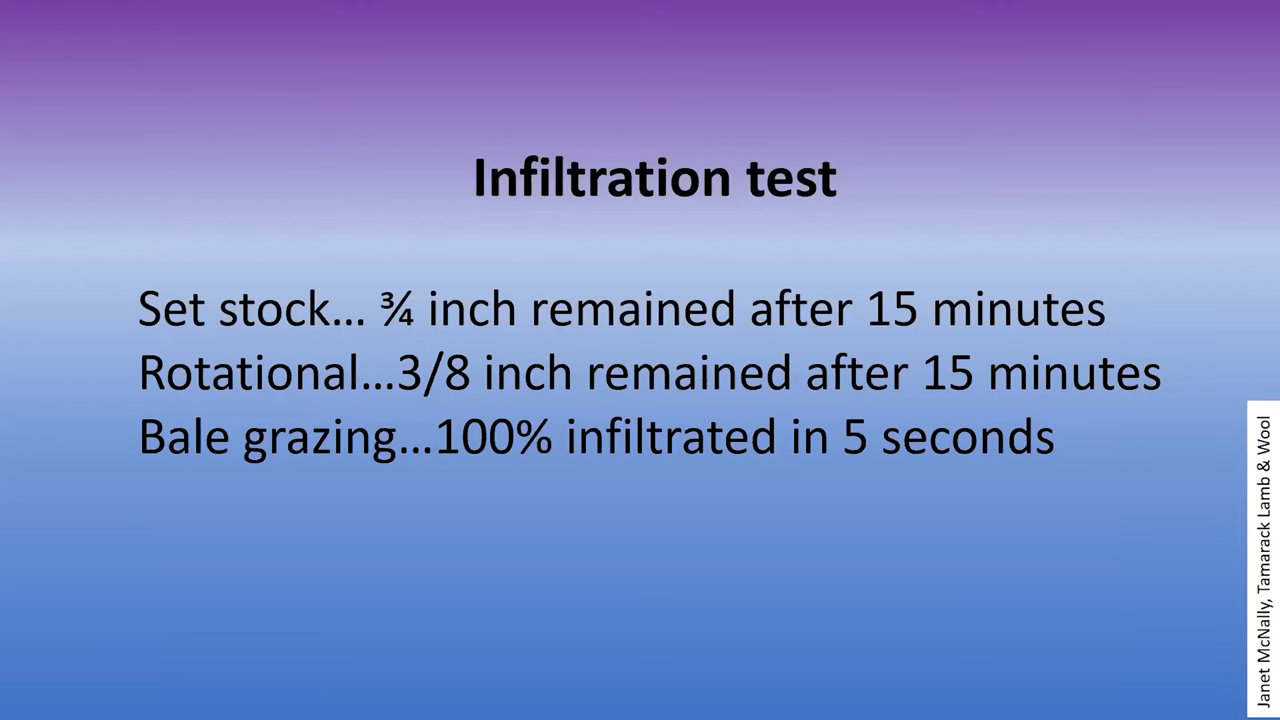 Infiltration test
Set stock... ¾ inch remained after 15 minutes
Rotational...3/8 inch remained after 15 minutes
Bale grazing...100% infiltrated in 5 seconds
Janet McNally, Tamarack Lamb & Wool